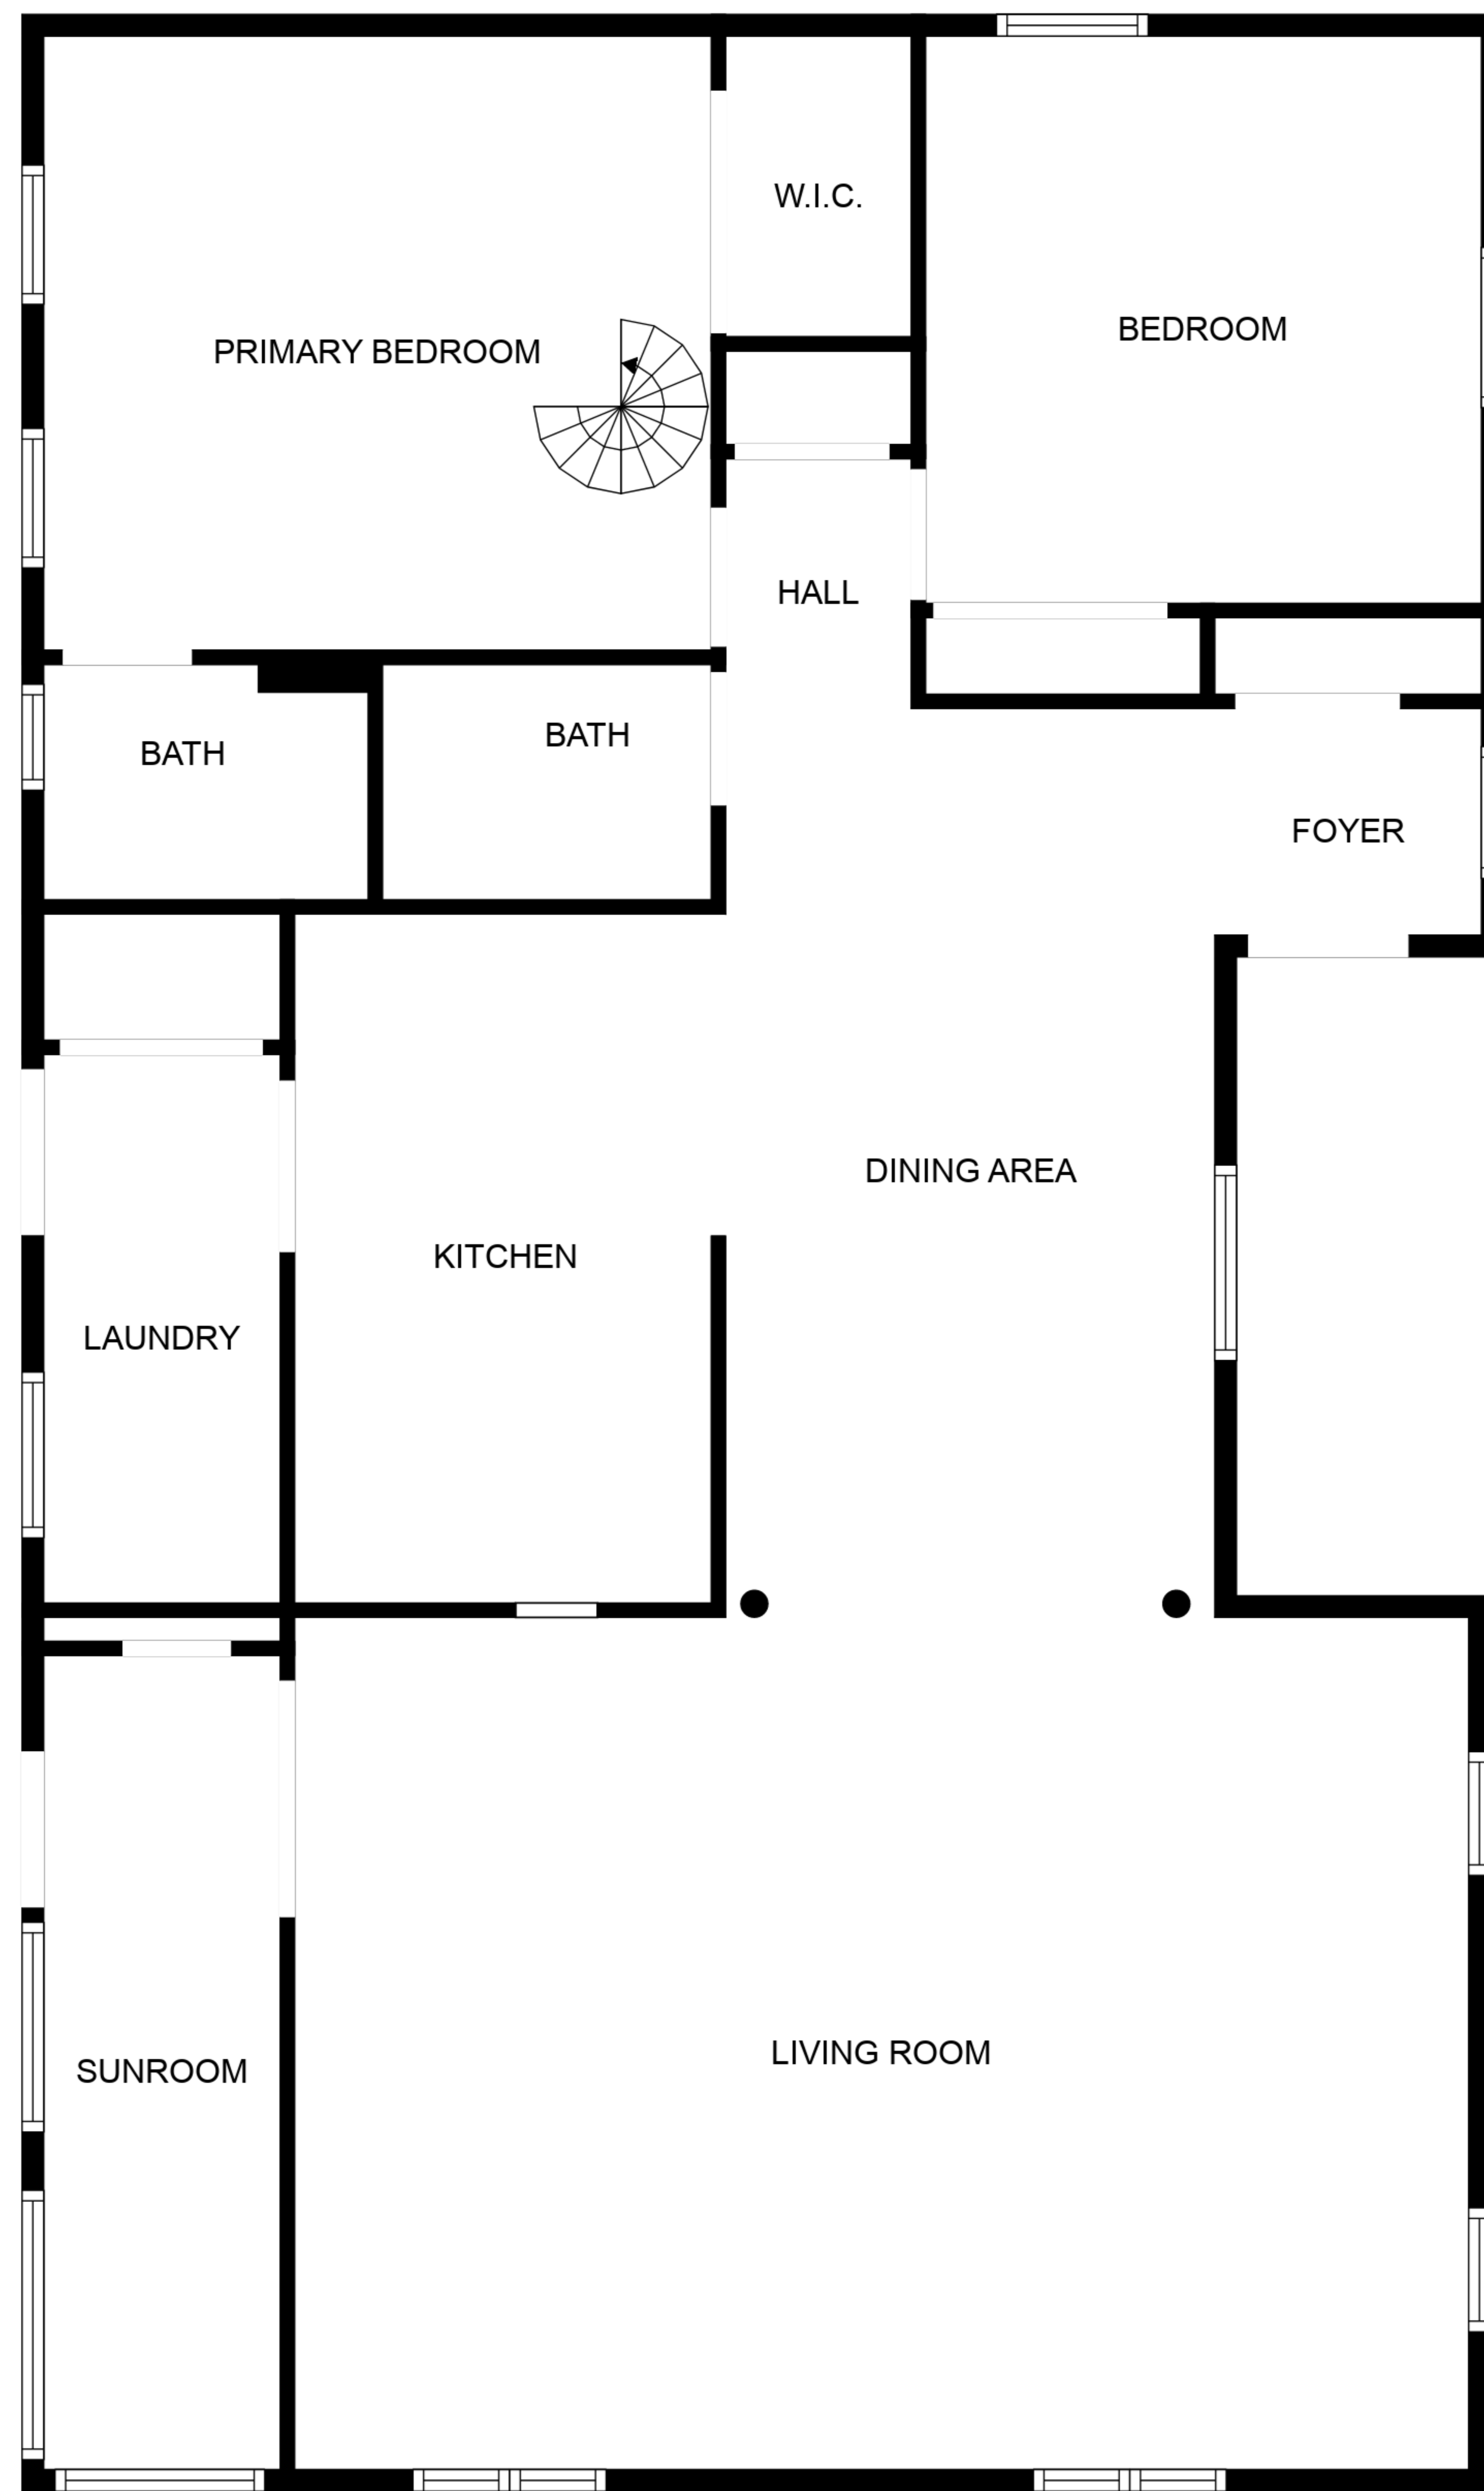 W.I.C.
BEDROOM
PRIMARY BEDROOM
HALL
BATH
BATH
FOYER
DINING AREA
KITCHEN
LAUNDRY
LIVING ROOM
SUNROOM